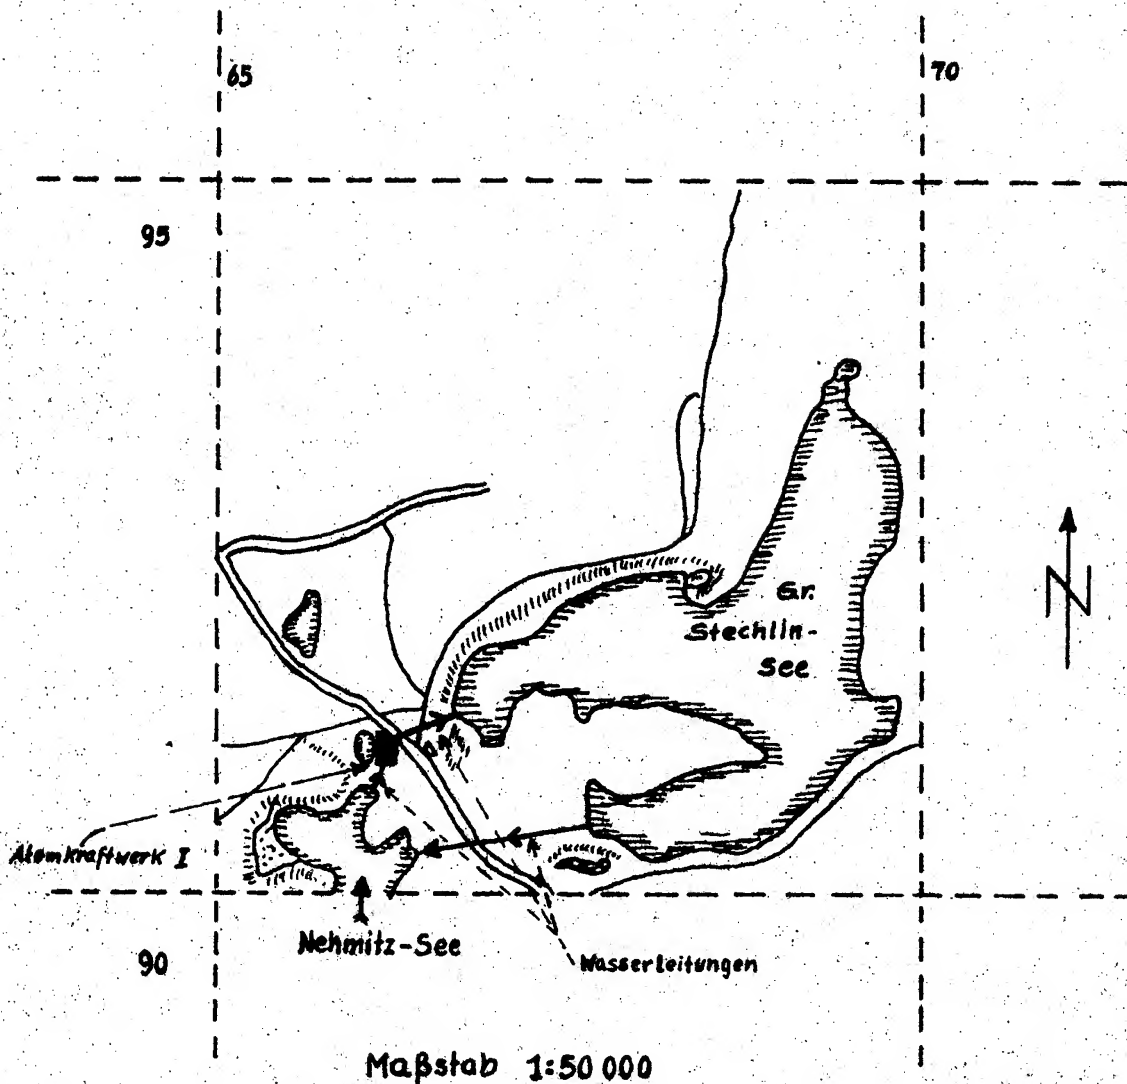 65
70
95
Gr.
Stechlin-
See
Atomkraftwerk I
Nehmitz-See
90
Wasserleitungen
Maßstab 1:50 000
N